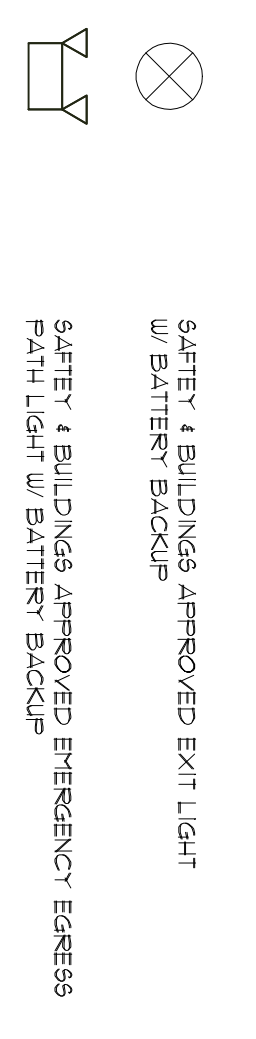 SAFTEY & BUILDINGS APPROVED EXIT LIGHT
W/ BATTERY BACKUP
SAFTEY & BUILDINGS APPROVED EMERGENCY EGRESS
PATH LIGHT W/ BATTERY BACKUP